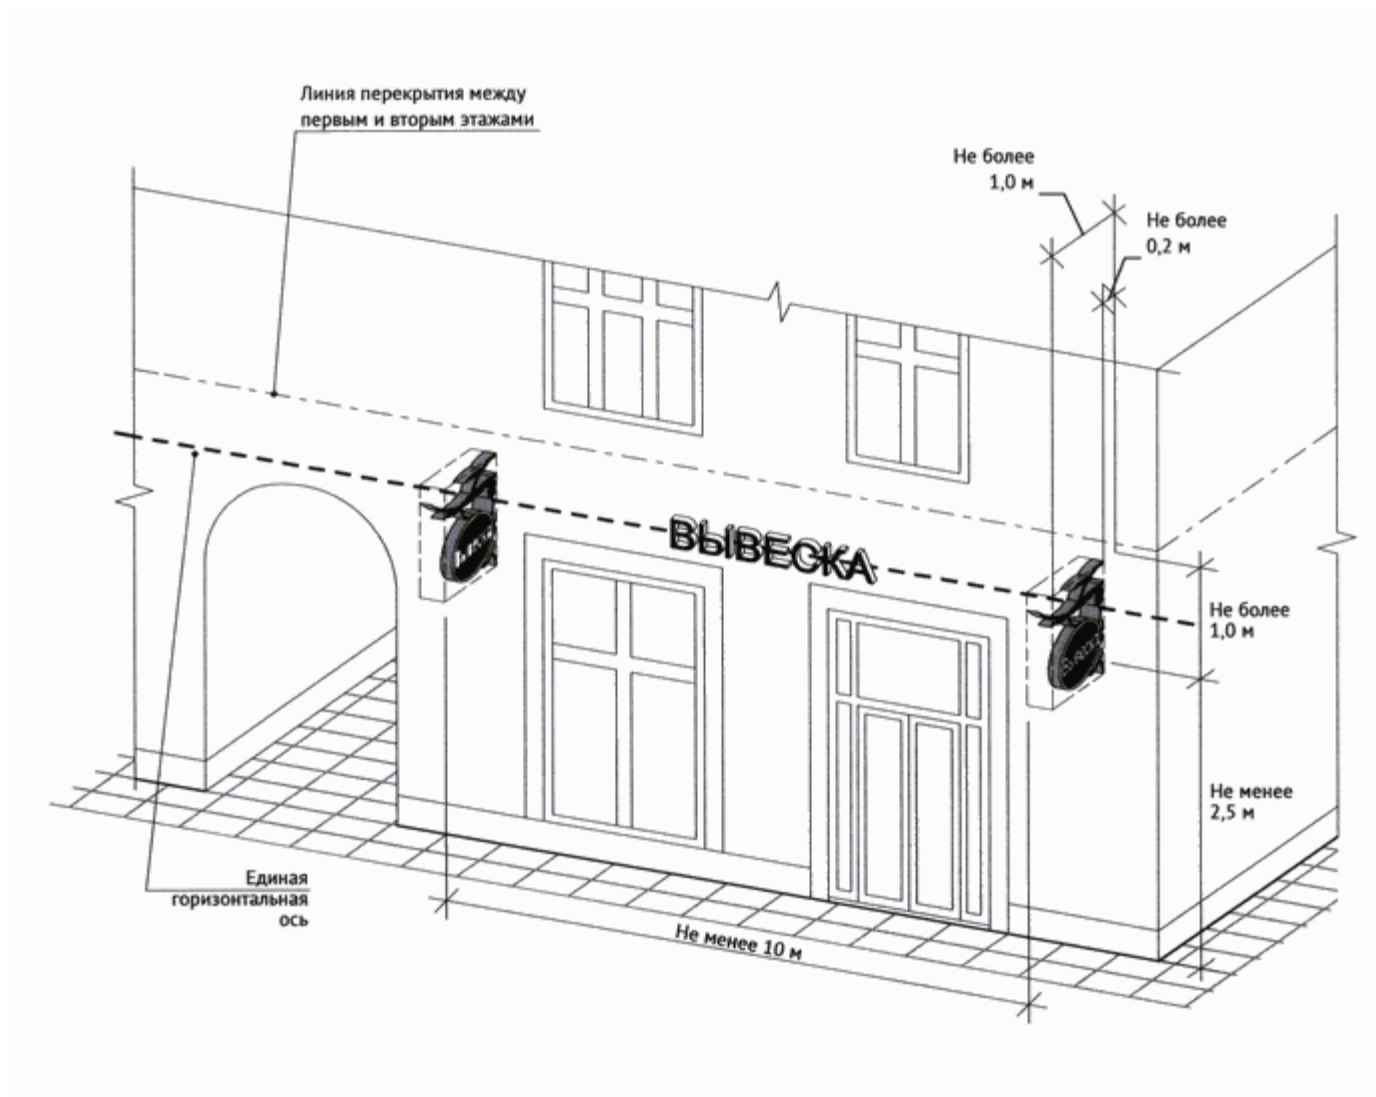 Линия перекрытия между
первым и вторым этажами
Не более
1,0 м
Не более
0,2 м
ВЫВЕСКА
Вывеска
Не более
1,0 м
Не менее
2,5 м
Единая
горизонтальная
ось
Не менее 10 м